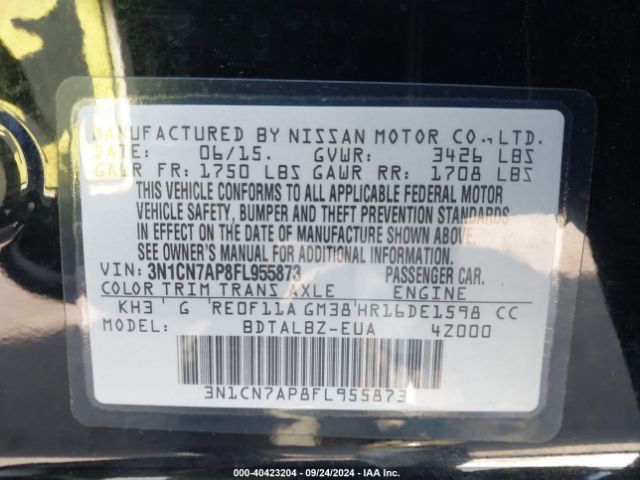 MANUFACTURED BY NISSAN MOTOR CO., LTD.
DATE: 06/15. GVWR: 3426 LBS
GAWR FR: 1750 LBS GAWR RR: 1708 LBS
THIS VEHICLE CONFORMS TO ALL APPLICABLE FEDERAL MOTOR
VEHICLE SAFETY, BUMPER AND THEFT PREVENTION STANDARDS
IN EFFECT ON THE DATE OF MANUFACTURE SHOWN ABOVE.
SEE OWNER'S MANUAL FOR ADDITIONAL INFORMATION.
VIN: 3N1CN7AP8FL955873 PASSENGER CAR.
COLOR TRIM TRANS AXLE ENGINE
KH3 G RE0F11A GM38 HR16DE1598 CC
MODEL: BDTALBZ-EUA 4Z000
3N1CN7AP8FL955873
000-40423204 - 09/24/2024 - IAA Inc.